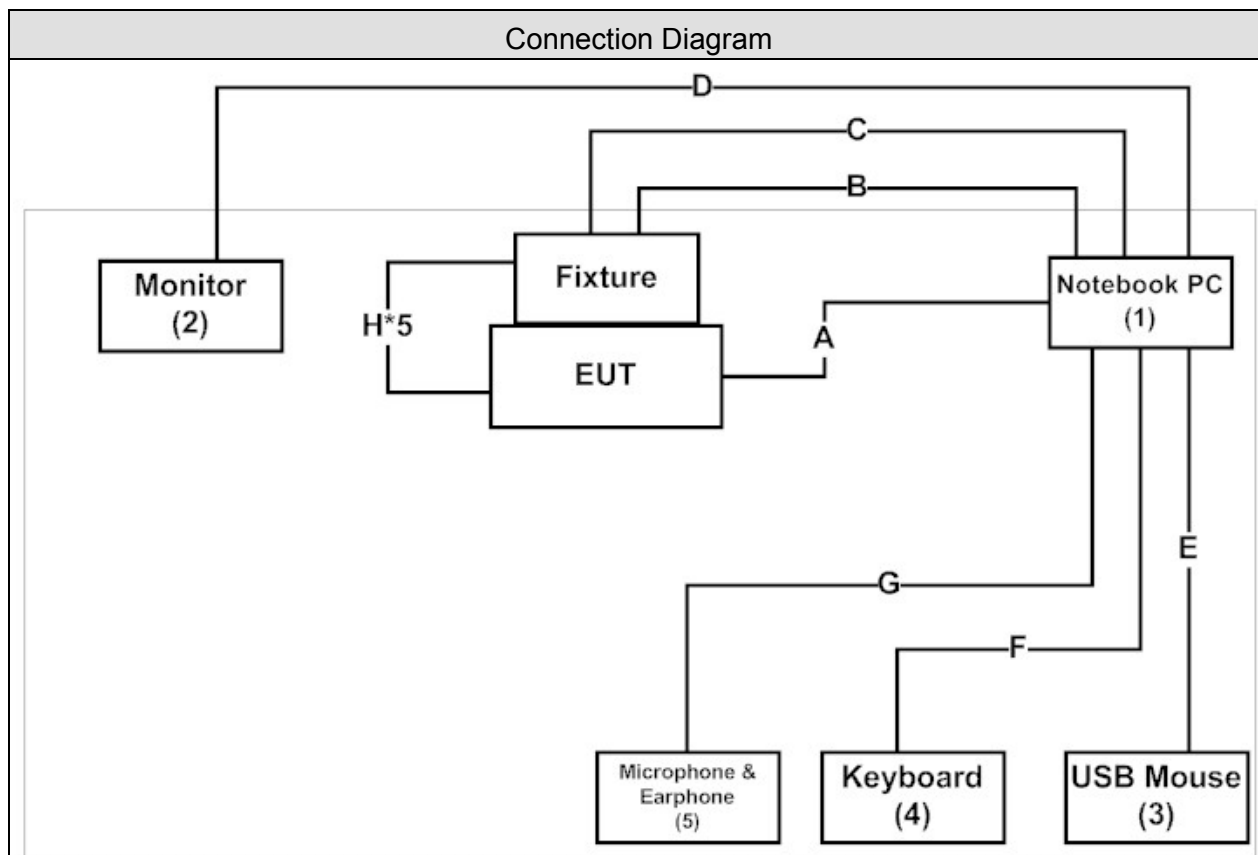 Connection Diagram
D
C
B
Fixture
Monitor
(2)
Notebook PC
(1)
H*5
A
EUT
E
G
F
Microphone &
Earphone
(5)
Keyboard
(4)
USB Mouse
(3)